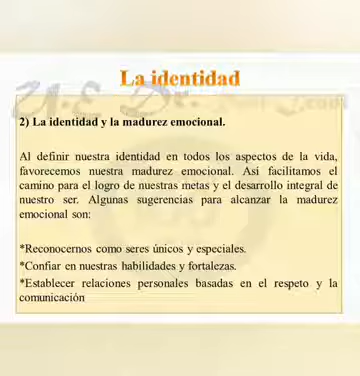 La identidad
U.E Dr.
2) La identidad y la madurez emocional.
Al definir nuestra identidad en todos los aspectos de la vida,
favorecemos nuestra madurez emocional. Así facilitamos el
camino para el logro de nuestras metas y el desarrollo integral de
nuestro ser. Algunas sugerencias para alcanzar la madurez
emocional son:
*Reconocernos como seres únicos y especiales.
*Confiar en nuestras habilidades y fortalezas.
*Establecer relaciones personales basadas en el respeto y la
comunicación